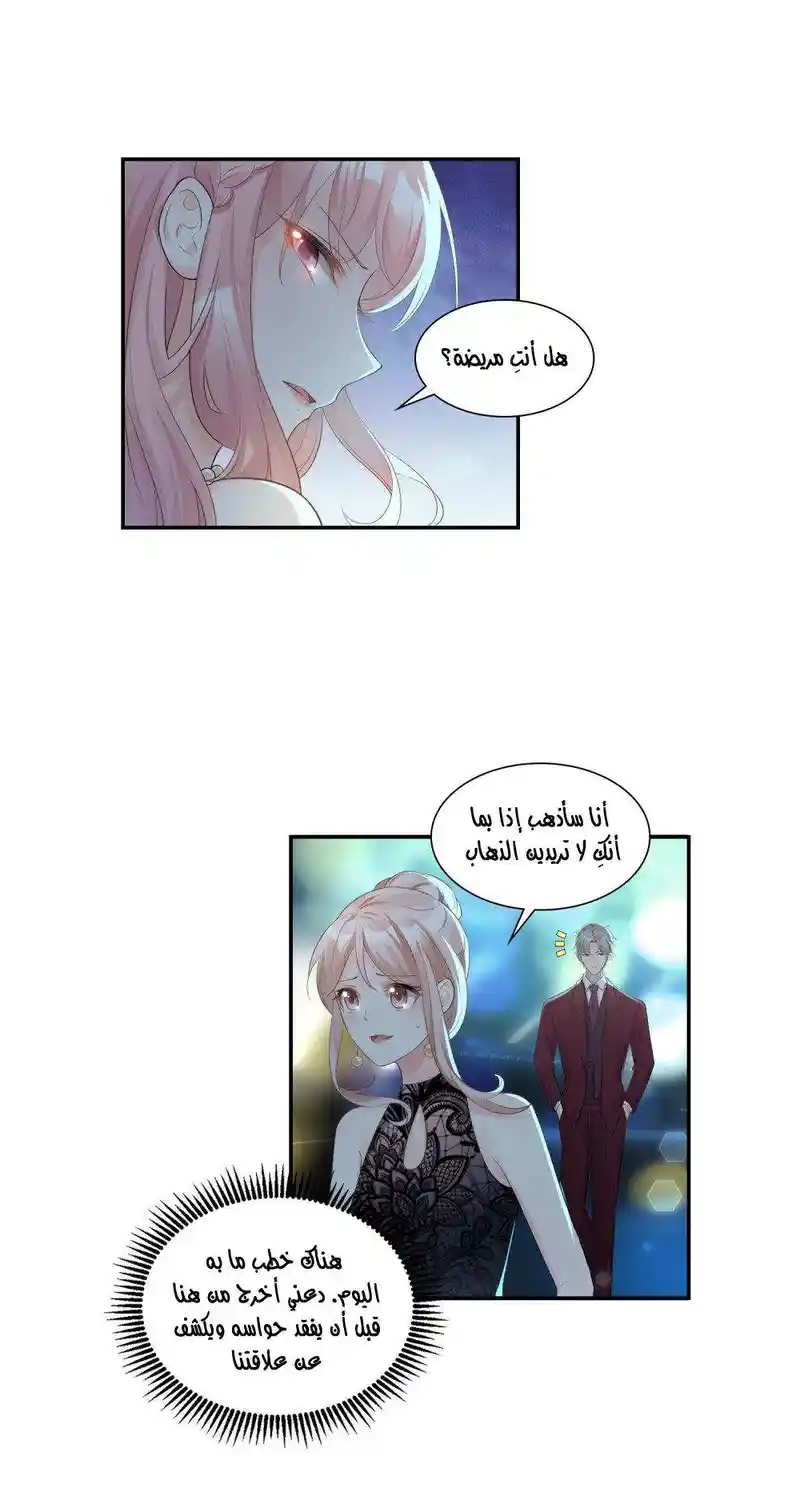 هل أنتِ مريضة؟
أنا سأذهب إذا بما
أنكِ لا تريدين الذهاب
هناك خطب ما به
اليوم. دعني أخرج من هنا
قبل أن يفقد حواسه ويكشف
عن علاقتنا